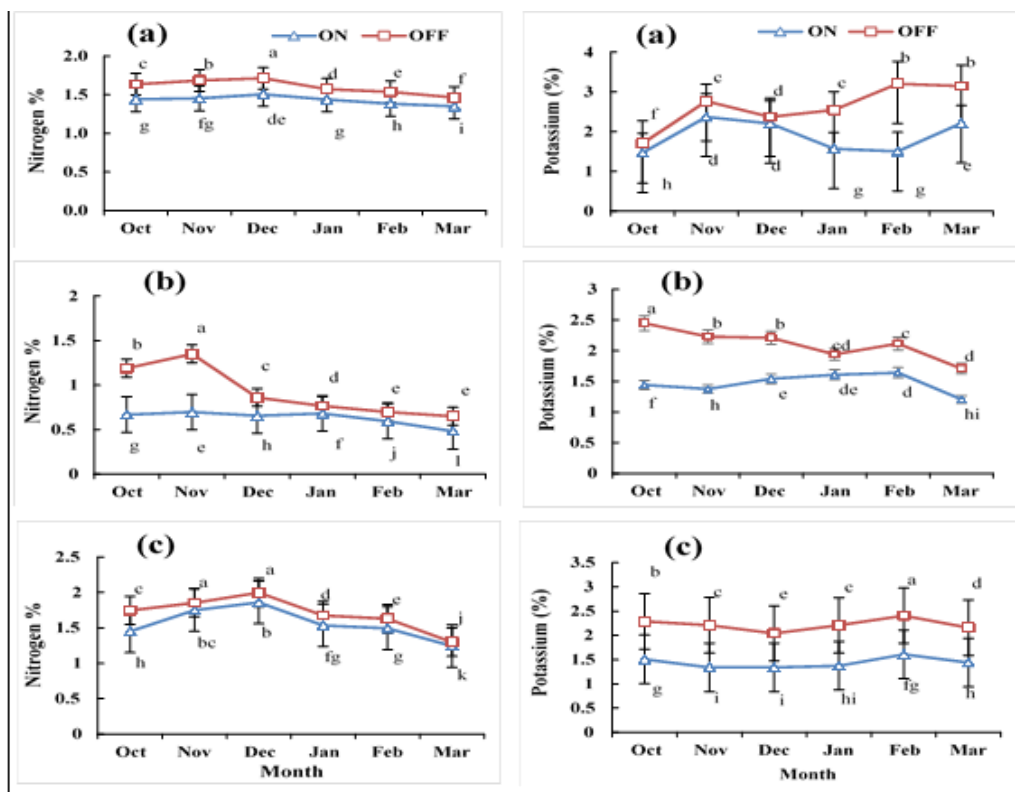 (a)
ON OFF
Nitrogen %
2.0
1.5
1.0
0.5
0.0
c b a d e f
g fg de g h i
Oct Nov Dec Jan Feb Mar
(a)
ON OFF
Potassium (%)
4
3
2
1
0
f c d c b b
h d d g g e
Oct Nov Dec Jan Feb Mar
(b)
Nitrogen %
2
1.5
1
0.5
0
b a c d e e
g e h f j l
Oct Nov Dec Jan Feb Mar
(b)
Potassium (%)
3
2.5
2
1.5
1
0.5
0
a b b cd c d
f h e de d hi
Oct Nov Dec Jan Feb Mar
(c)
Nitrogen %
2.5
2
1.5
1
0.5
0
c a a d e j
h bc b fg g k
Oct Nov Dec Jan Feb Mar
Month
(c)
Potassium (%)
3.5
3
2.5
2
1.5
1
0.5
0
b c e c a d
g i i hi fg h
Oct Nov Dec Jan Feb Mar
Month